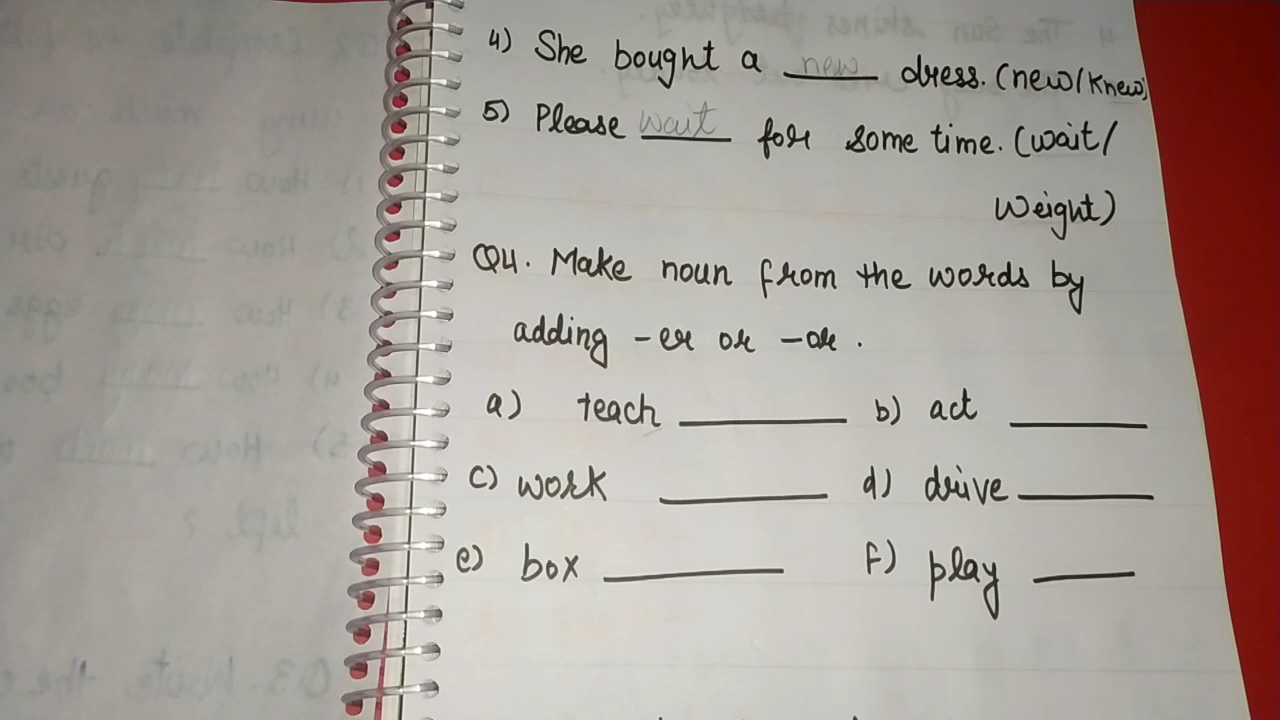 4) She bought a new dress. (new/Knew)
5) Please wait for some time. (wait/
Weight)
Q4. Make noun from the words by
adding -er or -or.
a) teach ________ b) act ________
c) work ________ d) drive ________
e) box ________ f) play ________